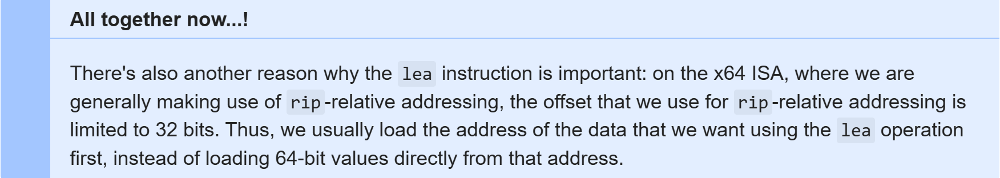 All together now...!
There's also another reason why the lea instruction is important: on the x64 ISA, where we are
generally making use of rip-relative addressing, the offset that we use for rip-relative addressing is
limited to 32 bits. Thus, we usually load the address of the data that we want using the lea operation
first, instead of loading 64-bit values directly from that address.